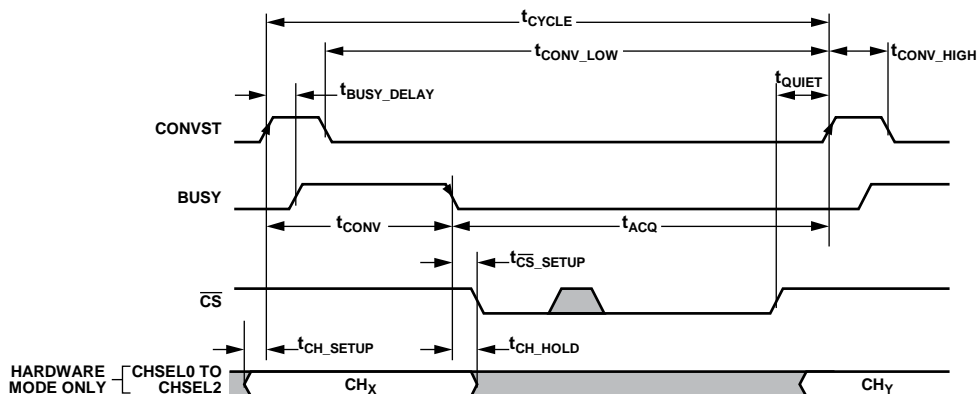 tCYCLE
tCONV_LOW
tCONV_HIGH
tQUIET
tBUSY_DELAY
CONVST
BUSY
tCONV
tACQ
tCS_SETUP
CS
tCH_SETUP
tCH_HOLD
HARDWARE
MODE ONLY
CHSEL0 TO
CHSEL2
CHX
CHY